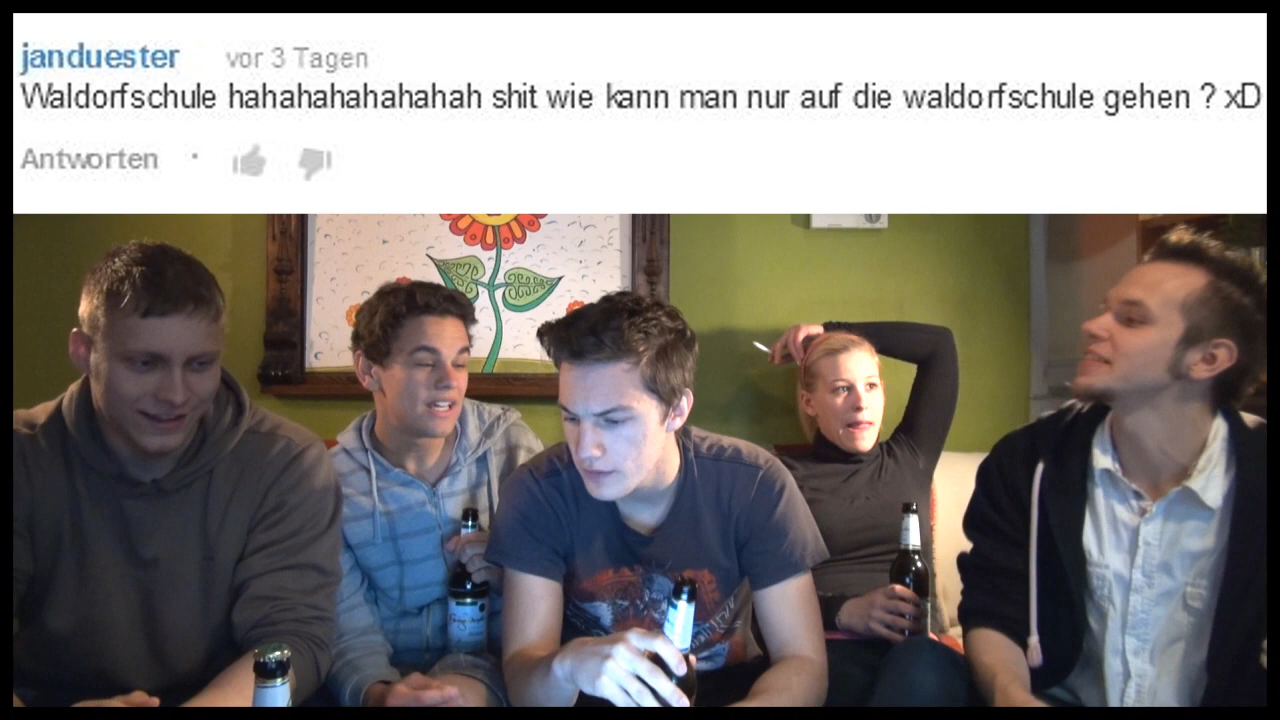 janduester vor 3 Tagen
Waldorfschule hahahahahahahah shit wie kann man nur auf die waldorfschule gehen ? xD
Antworten ·